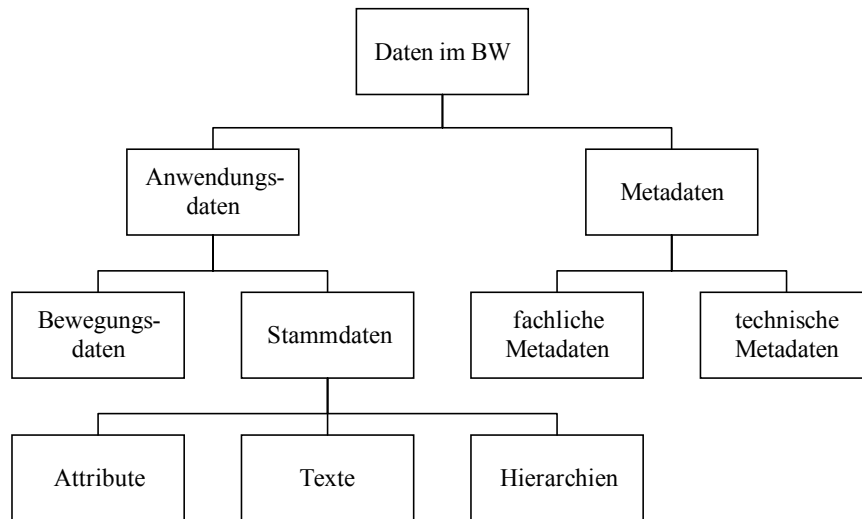 Daten im BW
Anwendungs-
daten
Metadaten
Bewegungs-
daten
Stammdaten
fachliche
Metadaten
technische
Metadaten
Attribute
Texte
Hierarchien